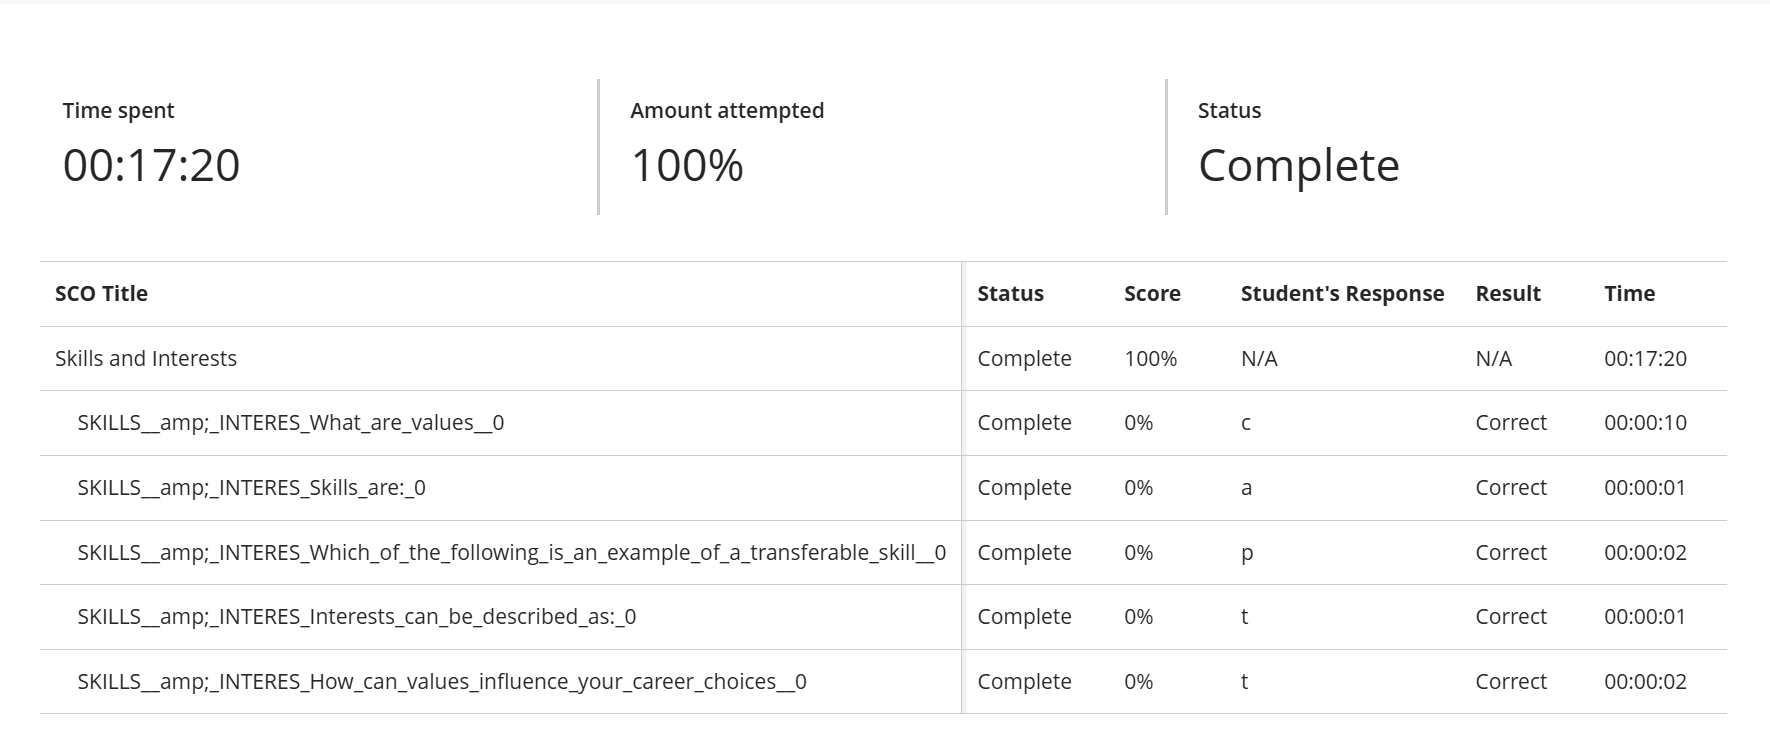 Time spent
00:17:20
Amount attempted
100%
Status
Complete
SCO Title Status Score Student's Response Result Time
Skills and Interests Complete 100% N/A N/A 00:17:20
SKILLS__amp;_INTERES_What_are_values__0 Complete 0% c Correct 00:00:10
SKILLS__amp;_INTERES_Skills_are:_0 Complete 0% a Correct 00:00:01
SKILLS__amp;_INTERES_Which_of_the_following_is_an_example_of_a_transferable_skill__0 Complete 0% p Correct 00:00:02
SKILLS__amp;_INTERES_Interests_can_be_described_as:_0 Complete 0% t Correct 00:00:01
SKILLS__amp;_INTERES_How_can_values_influence_your_career_choices__0 Complete 0% t Correct 00:00:02